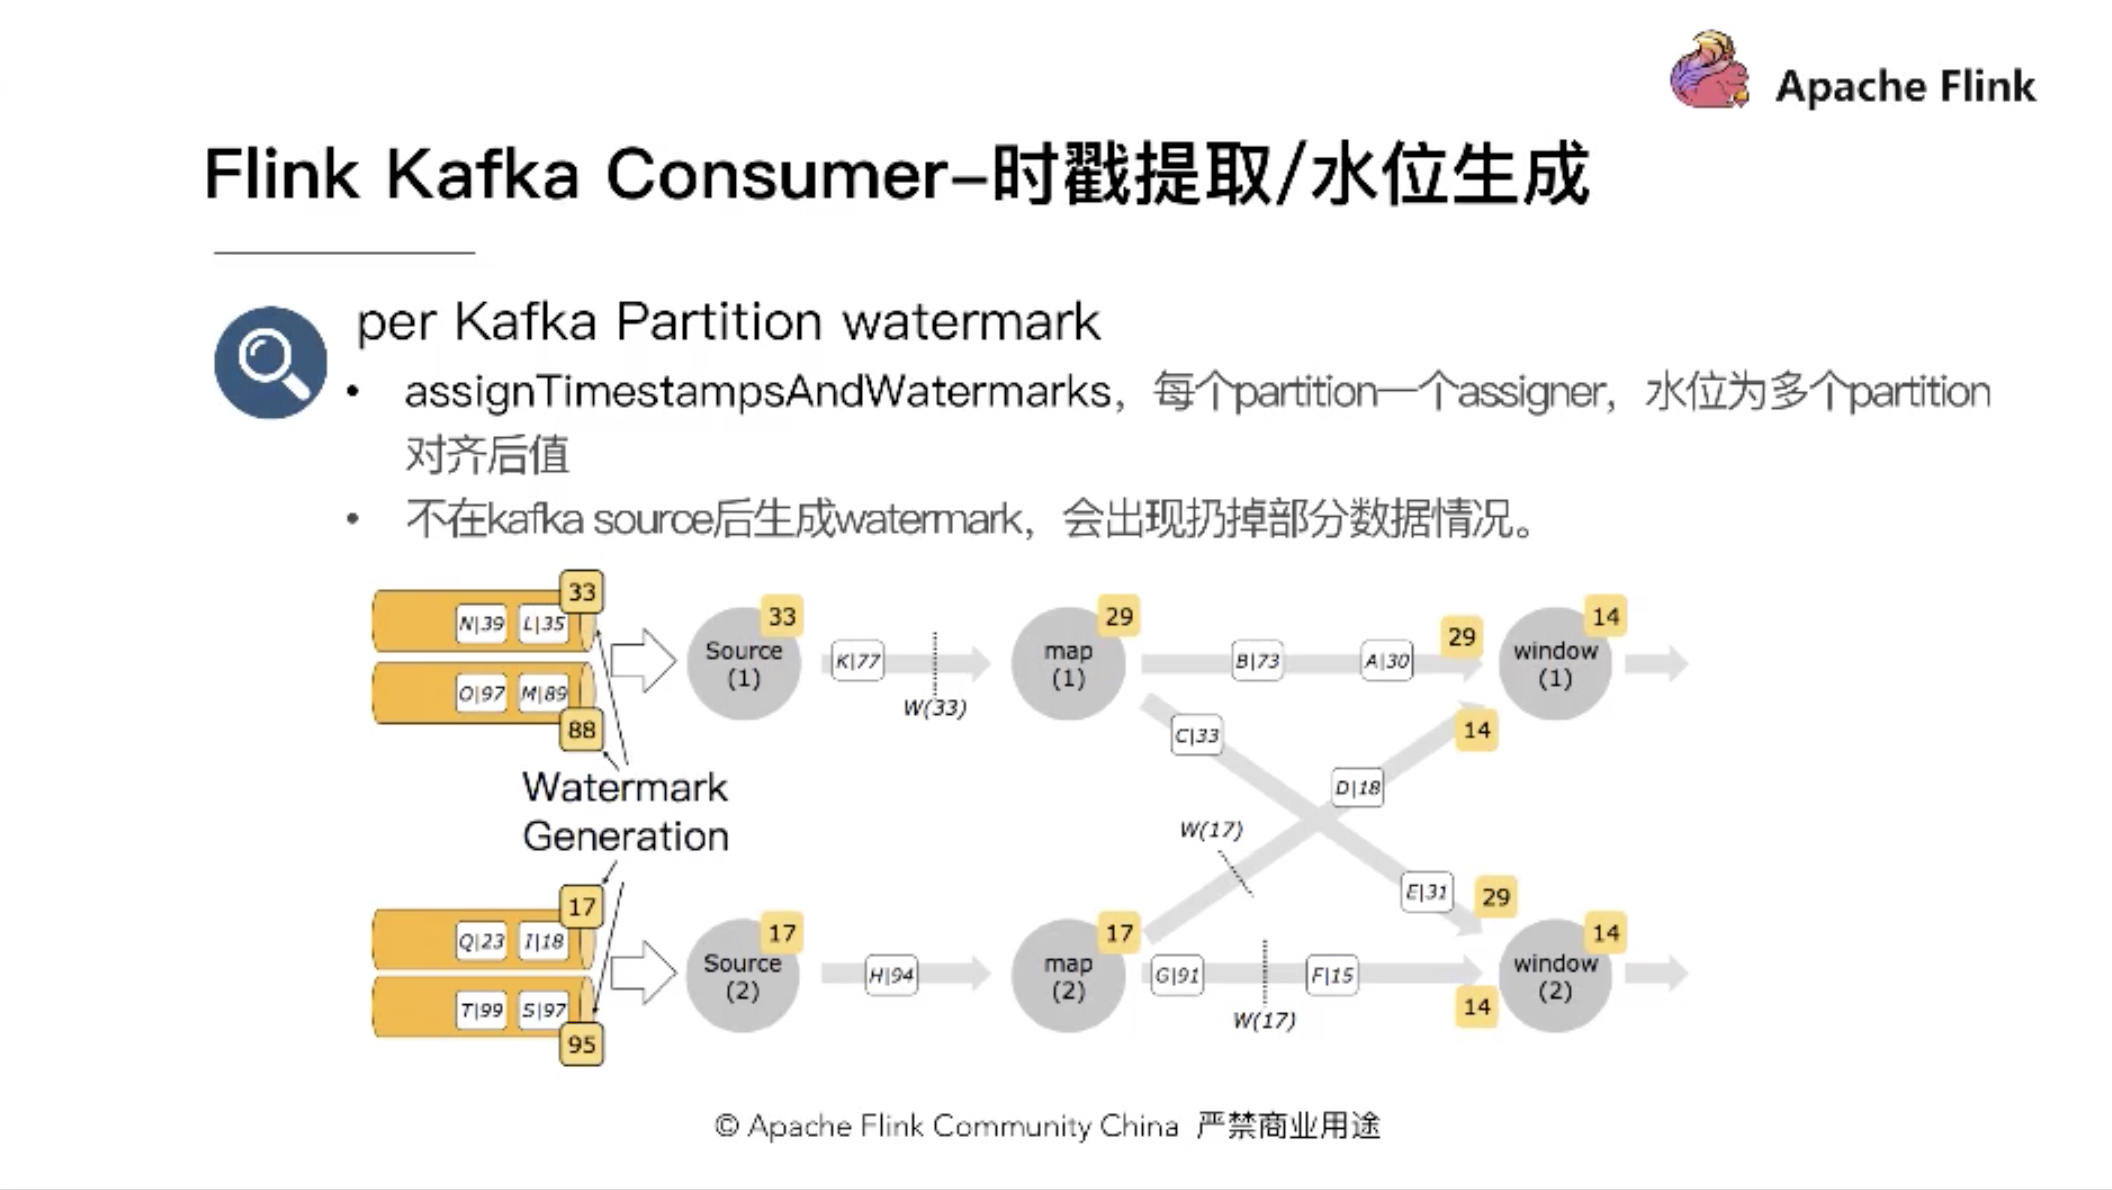 Apache Flink
Flink Kafka Consumer–时戳提取/水位生成
per Kafka Partition watermark
• assignTimestampsAndWatermarks，每个partition一个assigner，水位为多个partition
对齐后值
• 不在kafka source后生成watermark，会出现扔掉部分数据情况。
33
N|39 L|35
O|97 M|89
88
Source
(1)
33
K|77
W(33)
map
(1)
29
B|73
A|30
29
window
(1)
14
C|33
14
D|18
W(17)
E|31
29
Watermark
Generation
17
Q|23 I|18
T|99 S|97
95
Source
(2)
17
H|94
map
(2)
17
G|91
W(17)
F|15
14
window
(2)
14
© Apache Flink Community China 严禁商业用途